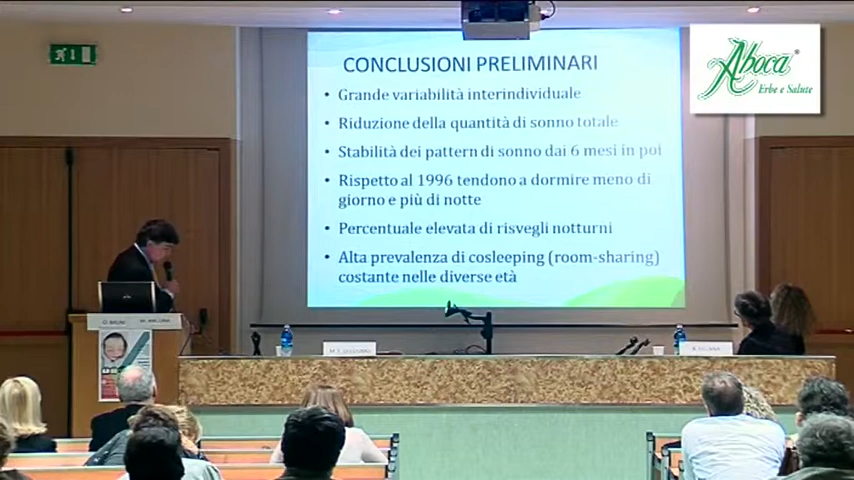 CONCLUSIONI PRELIMINARI
• Grande variabilità interindividuale
• Riduzione della quantità di sonno totale
• Stabilità dei pattern di sonno dai 6 mesi in poi
• Rispetto al 1996 tendono a dormire meno di
giorno e più di notte
• Percentuale elevata di risvegli notturni
• Alta prevalenza di cosleeping (room-sharing)
costante nelle diverse età
Aboca®
Erbe e Salute
O. BRUNI